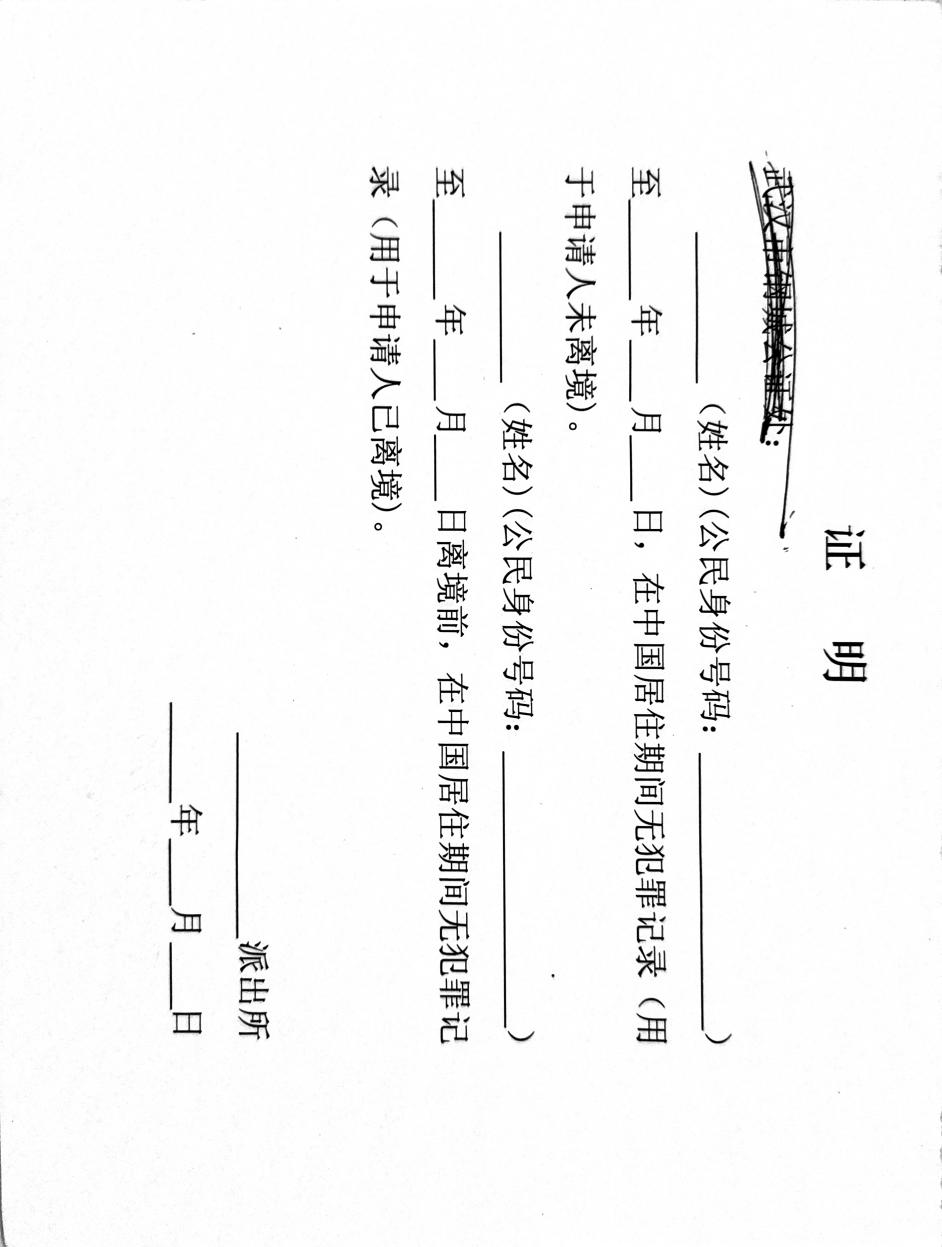 证 明
武汉市钢城公证处：
_________（姓名)(公民身份号码：_________________）
至______年____月____日，在中国居住期间无犯罪记录（用
于申请人未离境)。
_________（姓名)(公民身份号码：_________________）
至______年____月____日离境前，在中国居住期间无犯罪记
录（用于申请人已离境)。
____________派出所
______年____月____日